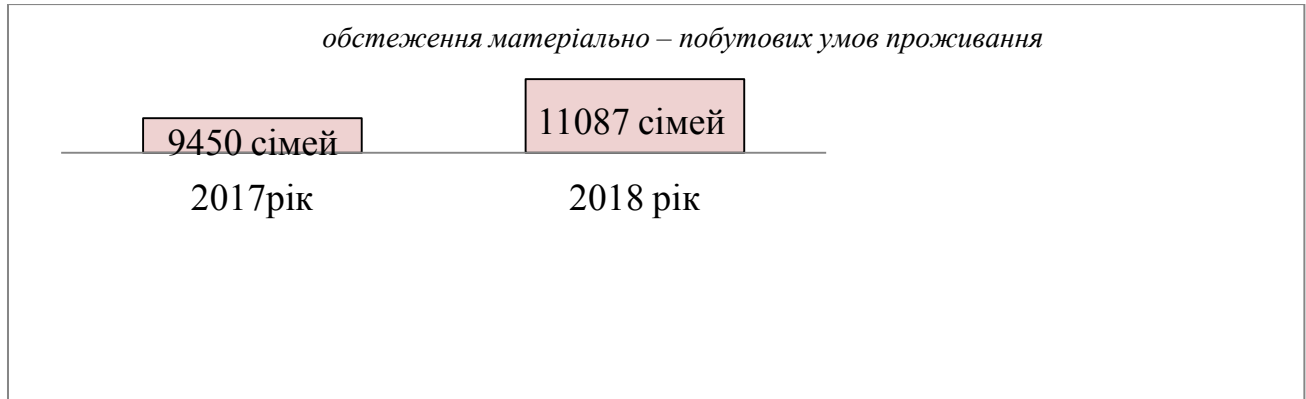 обстеження матеріально – побутових умов проживання
11087 сімей
9450 сімей
2017рік
2018 рік